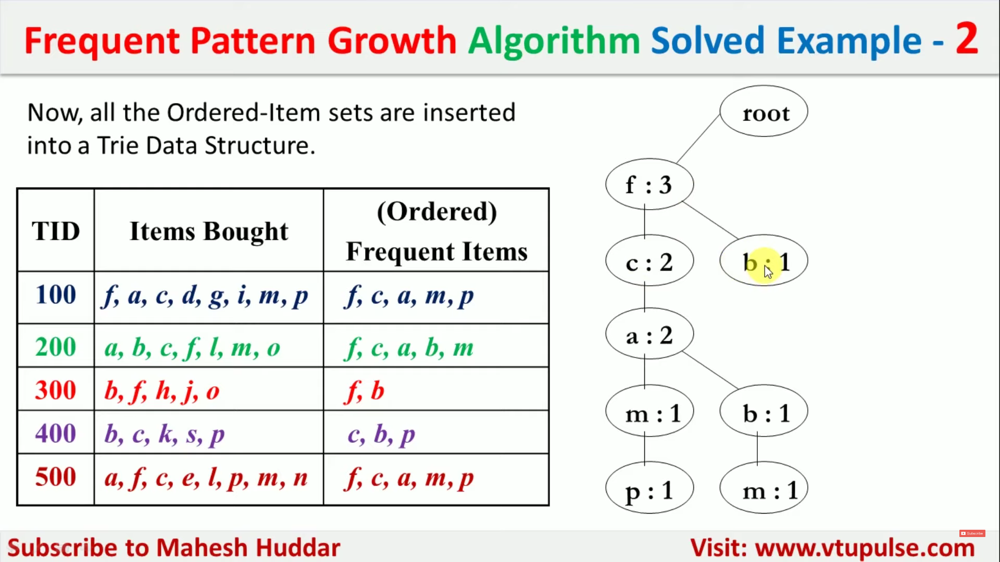 Frequent Pattern Growth Algorithm Solved Example - 2
Now, all the Ordered-Item sets are inserted
into a Trie Data Structure.
TID
Items Bought
(Ordered)
Frequent Items
100
f, a, c, d, g, i, m, p
f, c, a, m, p
200
a, b, c, f, l, m, o
f, c, a, b, m
300
b, f, h, j, o
f, b
400
b, c, k, s, p
c, b, p
500
a, f, c, e, l, p, m, n
f, c, a, m, p
root
f : 3
c : 2
b : 1
a : 2
m : 1
b : 1
p : 1
m : 1
Subscribe
Subscribe to Mahesh Huddar
Visit: www.vtupulse.com